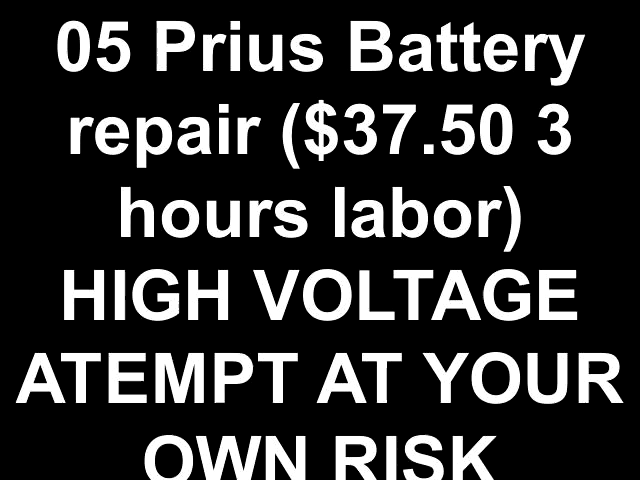 05 Prius Battery
repair ($37.50 3
hours labor)
HIGH VOLTAGE
ATEMPT AT YOUR
OWN RISK